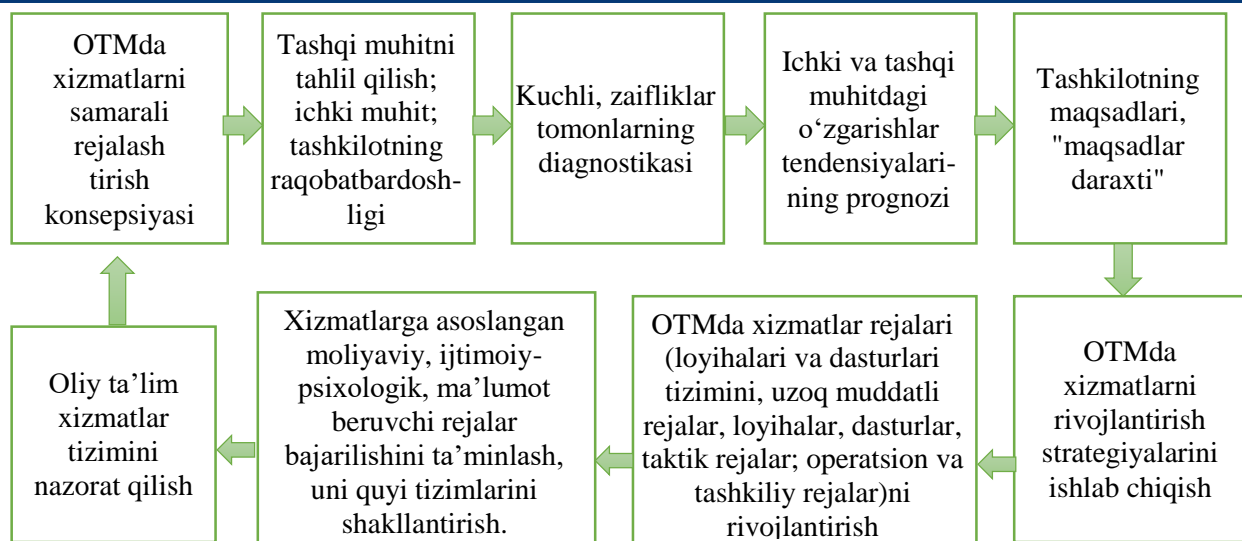 OTMda
xizmatlarni
samarali
rejalash
tirish
konsepsiyasi
Tashqi muhitni
tahlil qilish;
ichki muhit;
tashkilotning
raqobatbardosh-
ligi
Kuchli, zaifliklar
tomonlarning
diagnostikasi
Ichki va tashqi
muhitdagi
o‘zgarishlar
tendensiyalari-
ning prognozi
Tashkilotning
maqsadlari,
"maqsadlar
daraxti"
OTMda
xizmatlarni
rivojlantirish
strategiyalarini
ishlab chiqish
OTMda xizmatlar rejalari
(loyihalari va dasturlari
tizimini, uzoq muddatli
rejalar, loyihalar, dasturlar,
taktik rejalar; operatsion va
tashkiliy rejalar)ni
rivojlantirish
Xizmatlarga asoslangan
moliyaviy, ijtimoiy-
psixologik, ma’lumot
beruvchi rejalar
bajarilishini ta’minlash,
uni quyi tizimlarini
shakllantirish.
Oliy ta’lim
xizmatlar
tizimini
nazorat qilish